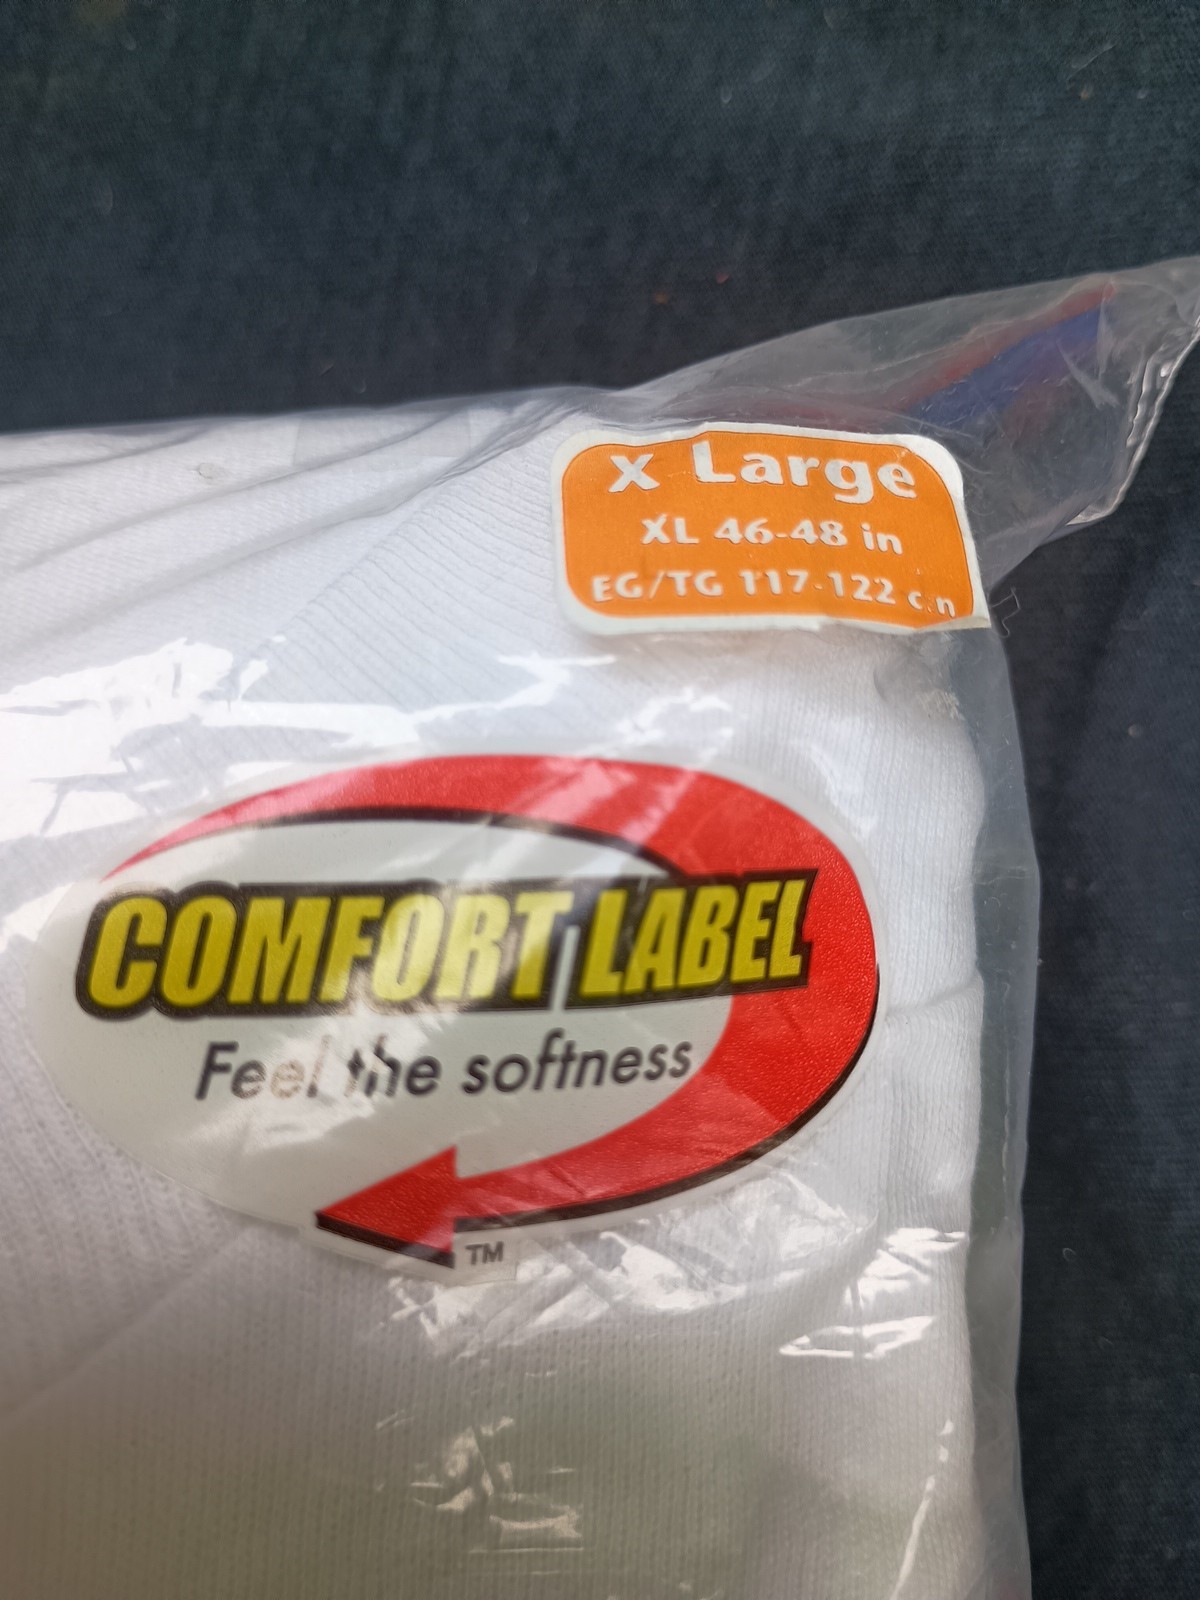 X Large
XL 46-48 in
EG/TG 117-122 cm
COMFORT LABEL
Feel the softness
TM